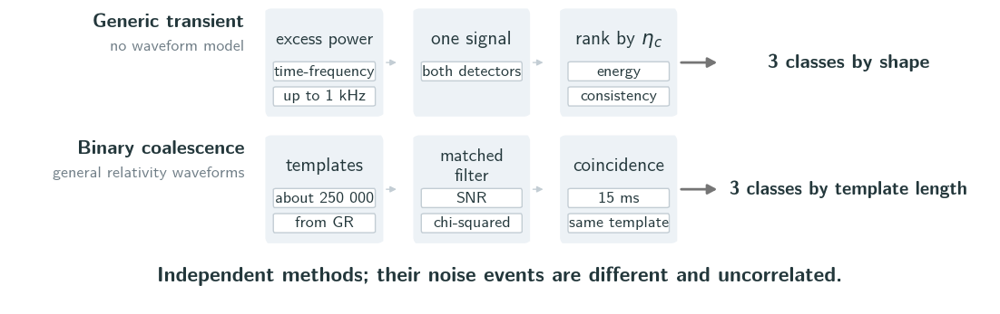 Generic transient
no waveform model
excess power
time-frequency
up to 1 kHz
one signal
both detectors
rank by η_c
energy
consistency
3 classes by shape
Binary coalescence
general relativity waveforms
templates
about 250 000
from GR
matched
filter
SNR
chi-squared
coincidence
15 ms
same template
3 classes by template length
Independent methods; their noise events are different and uncorrelated.